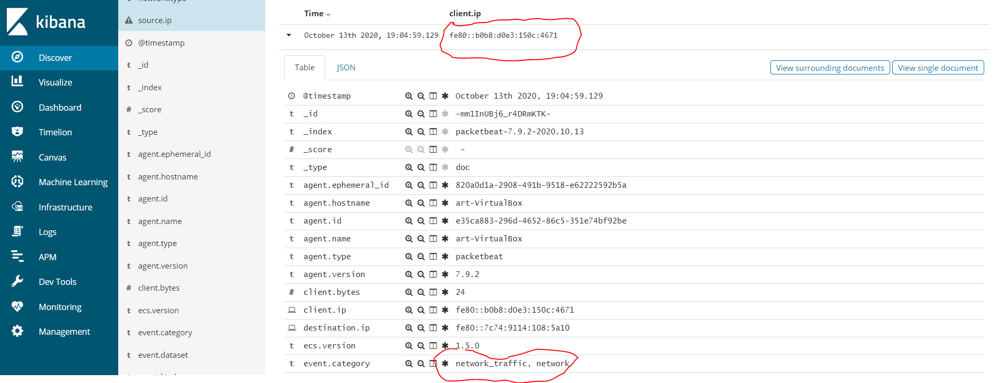 kibana
Discover
Visualize
Dashboard
Timelion
Canvas
Machine Learning
Infrastructure
Logs
APM
Dev Tools
Monitoring
Management
network.type
source.ip
@timestamp
t _id
t _index
# _score
t _type
t agent.ephemeral_id
t agent.hostname
t agent.id
t agent.name
t agent.type
t agent.version
# client.bytes
t ecs.version
t event.category
t event.dataset
Time client.ip
October 13th 2020, 19:04:59.129 fe80::b0b8:d0e3:150c:4671
Table JSON View surrounding documents View single document
@timestamp October 13th 2020, 19:04:59.129
t _id -mm1InUBj6_r4DRmKTK-
t _index packetbeat-7.9.2-2020.10.13
# _score -
t _type doc
t agent.ephemeral_id 820a0d1a-2908-491b-9518-e62222592b5a
t agent.hostname art-VirtualBox
t agent.id e35ca883-296d-4652-86c5-351e74bf92be
t agent.name art-VirtualBox
t agent.type packetbeat
t agent.version 7.9.2
# client.bytes 24
client.ip fe80::b0b8:d0e3:150c:4671
destination.ip fe80::7c74:9114:108:5a10
t ecs.version 1.5.0
t event.category network_traffic, network